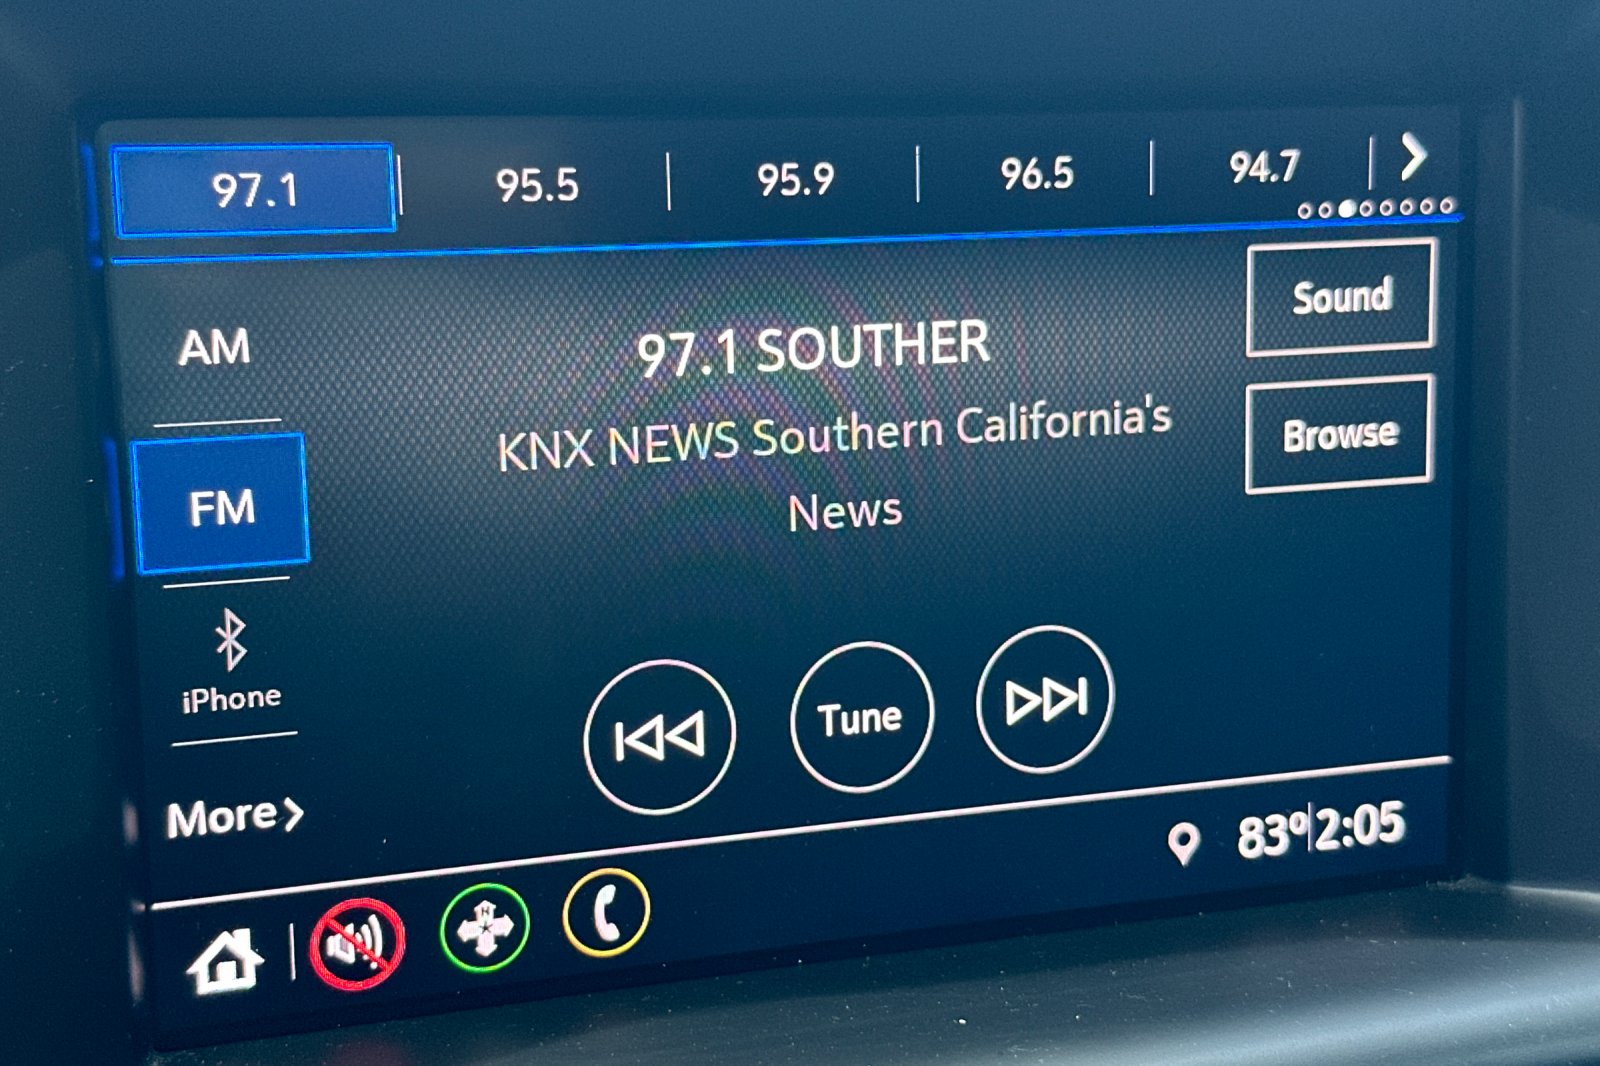 97.1 95.5 95.9 96.5 94.7
Sound
AM
97.1 SOUTHER
KNX NEWS Southern California's
News
Browse
FM
iPhone
Tune
More
83° 2:05